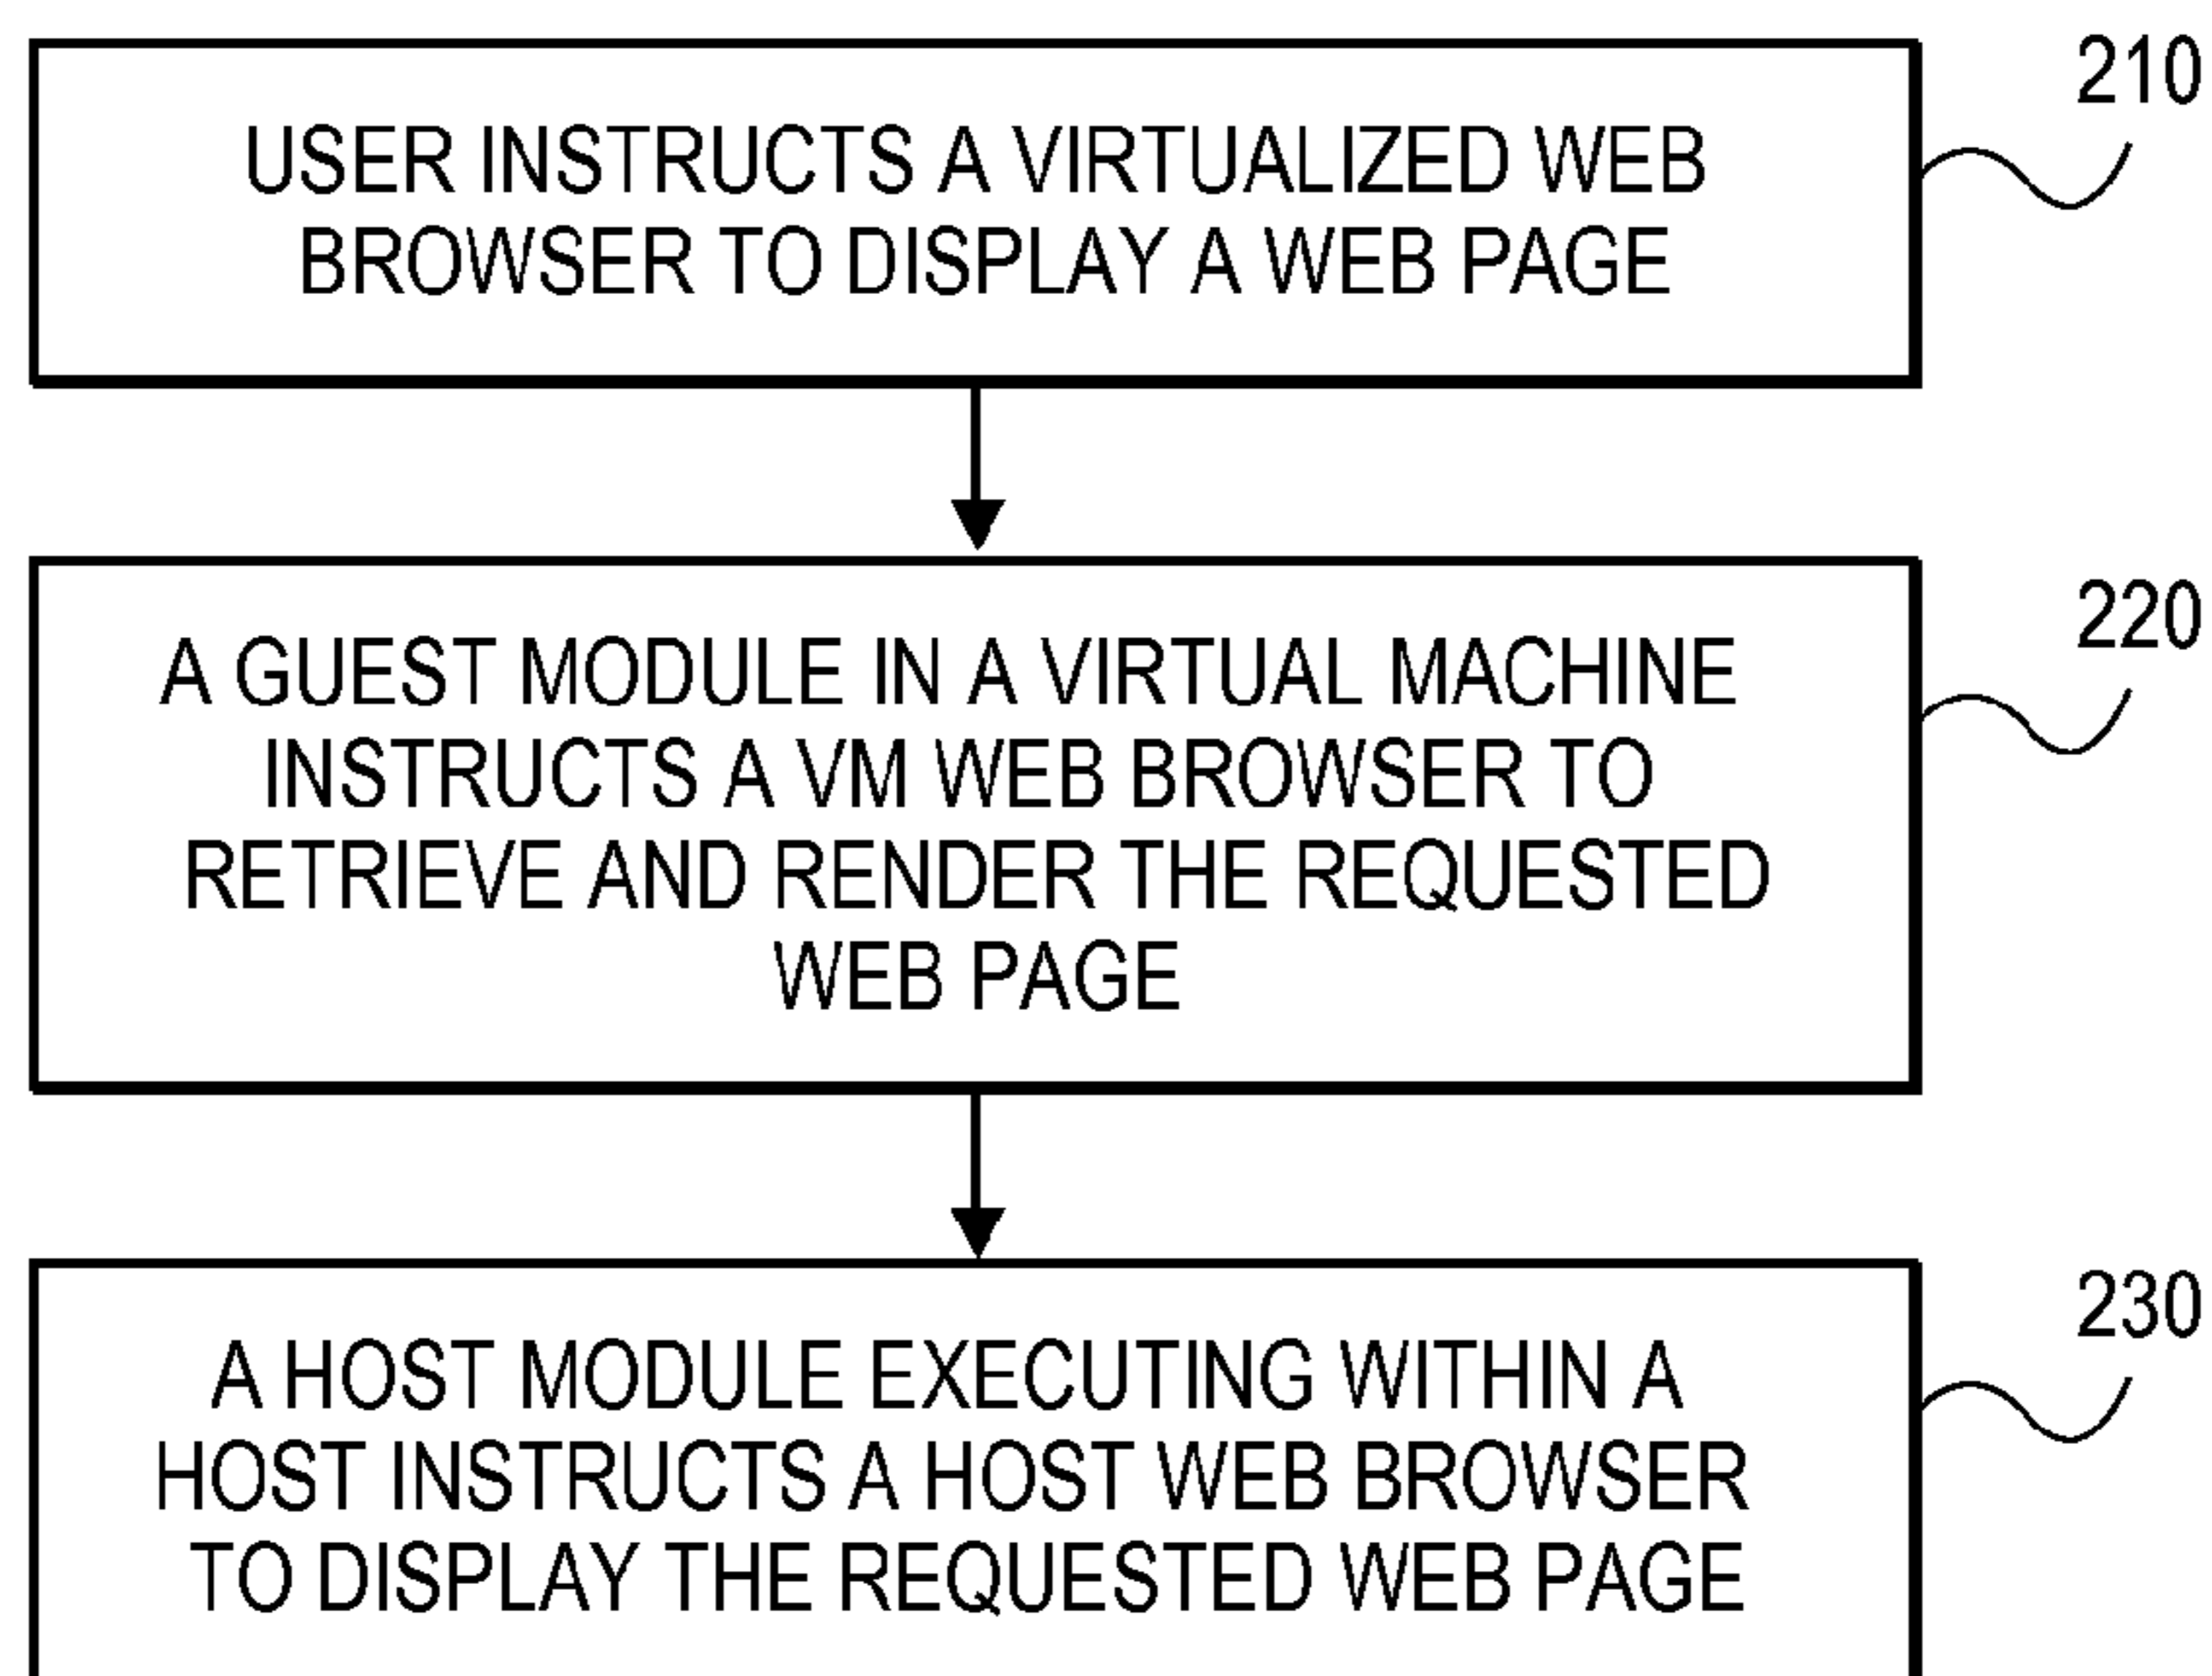 210
USER INSTRUCTS A VIRTUALIZED WEB
BROWSER TO DISPLAY A WEB PAGE
220
A GUEST MODULE IN A VIRTUAL MACHINE
INSTRUCTS A VM WEB BROWSER TO
RETRIEVE AND RENDER THE REQUESTED
WEB PAGE
230
A HOST MODULE EXECUTING WITHIN A
HOST INSTRUCTS A HOST WEB BROWSER
TO DISPLAY THE REQUESTED WEB PAGE